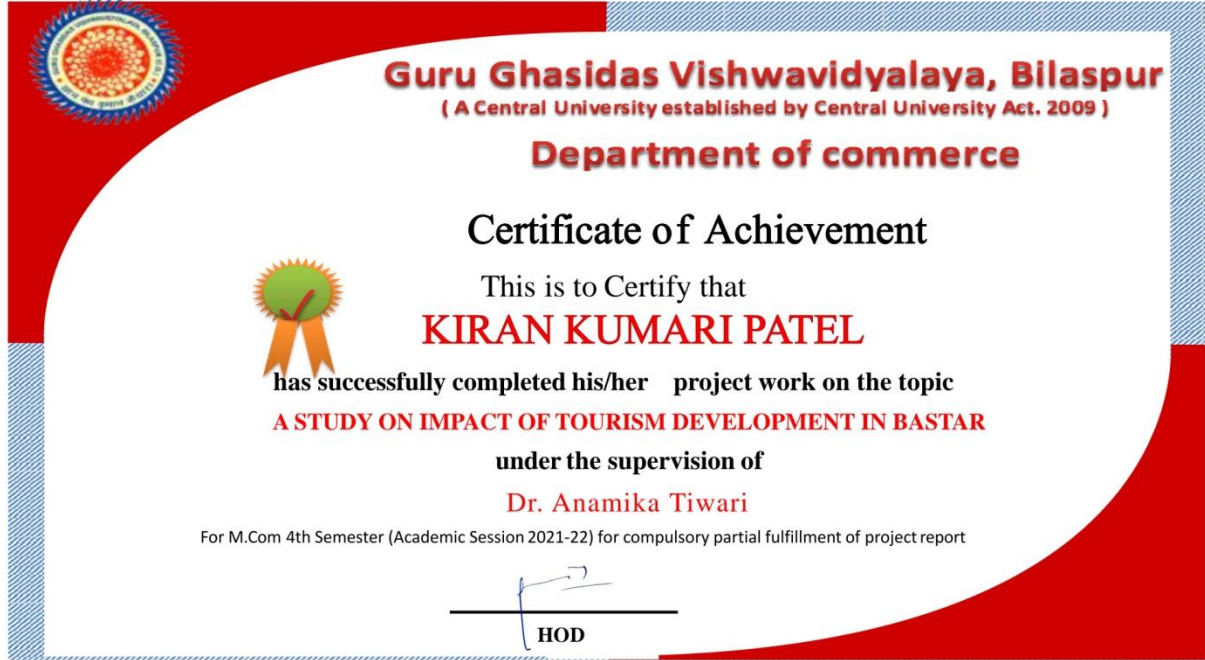 Guru Ghasidas Vishwavidyalaya, Bilaspur
( A Central University established by Central University Act. 2009 )
Department of commerce
Certificate of Achievement
This is to Certify that
KIRAN KUMARI PATEL
has successfully completed his/her project work on the topic
A STUDY ON IMPACT OF TOURISM DEVELOPMENT IN BASTAR
under the supervision of
Dr. Anamika Tiwari
For M.Com 4th Semester (Academic Session 2021-22) for compulsory partial fulfillment of project report
HOD